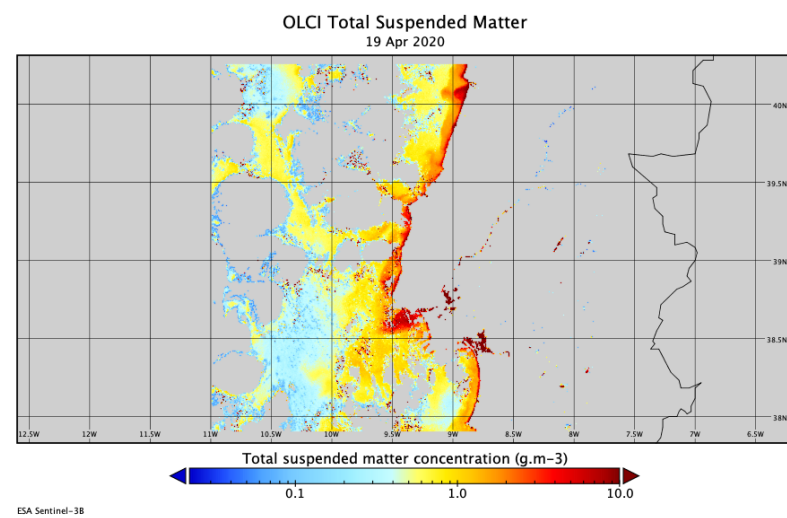 OLCI Total Suspended Matter
19 Apr 2020
40N
39.5N
39N
38.5N
38N
12.5W 12W 11.5W 11W 10.5W 10W 9.5W 9W 8.5W 8W 7.5W 7W 6.5W
Total suspended matter concentration (g.m-3)
0.1 1.0 10.0
ESA Sentinel-3B